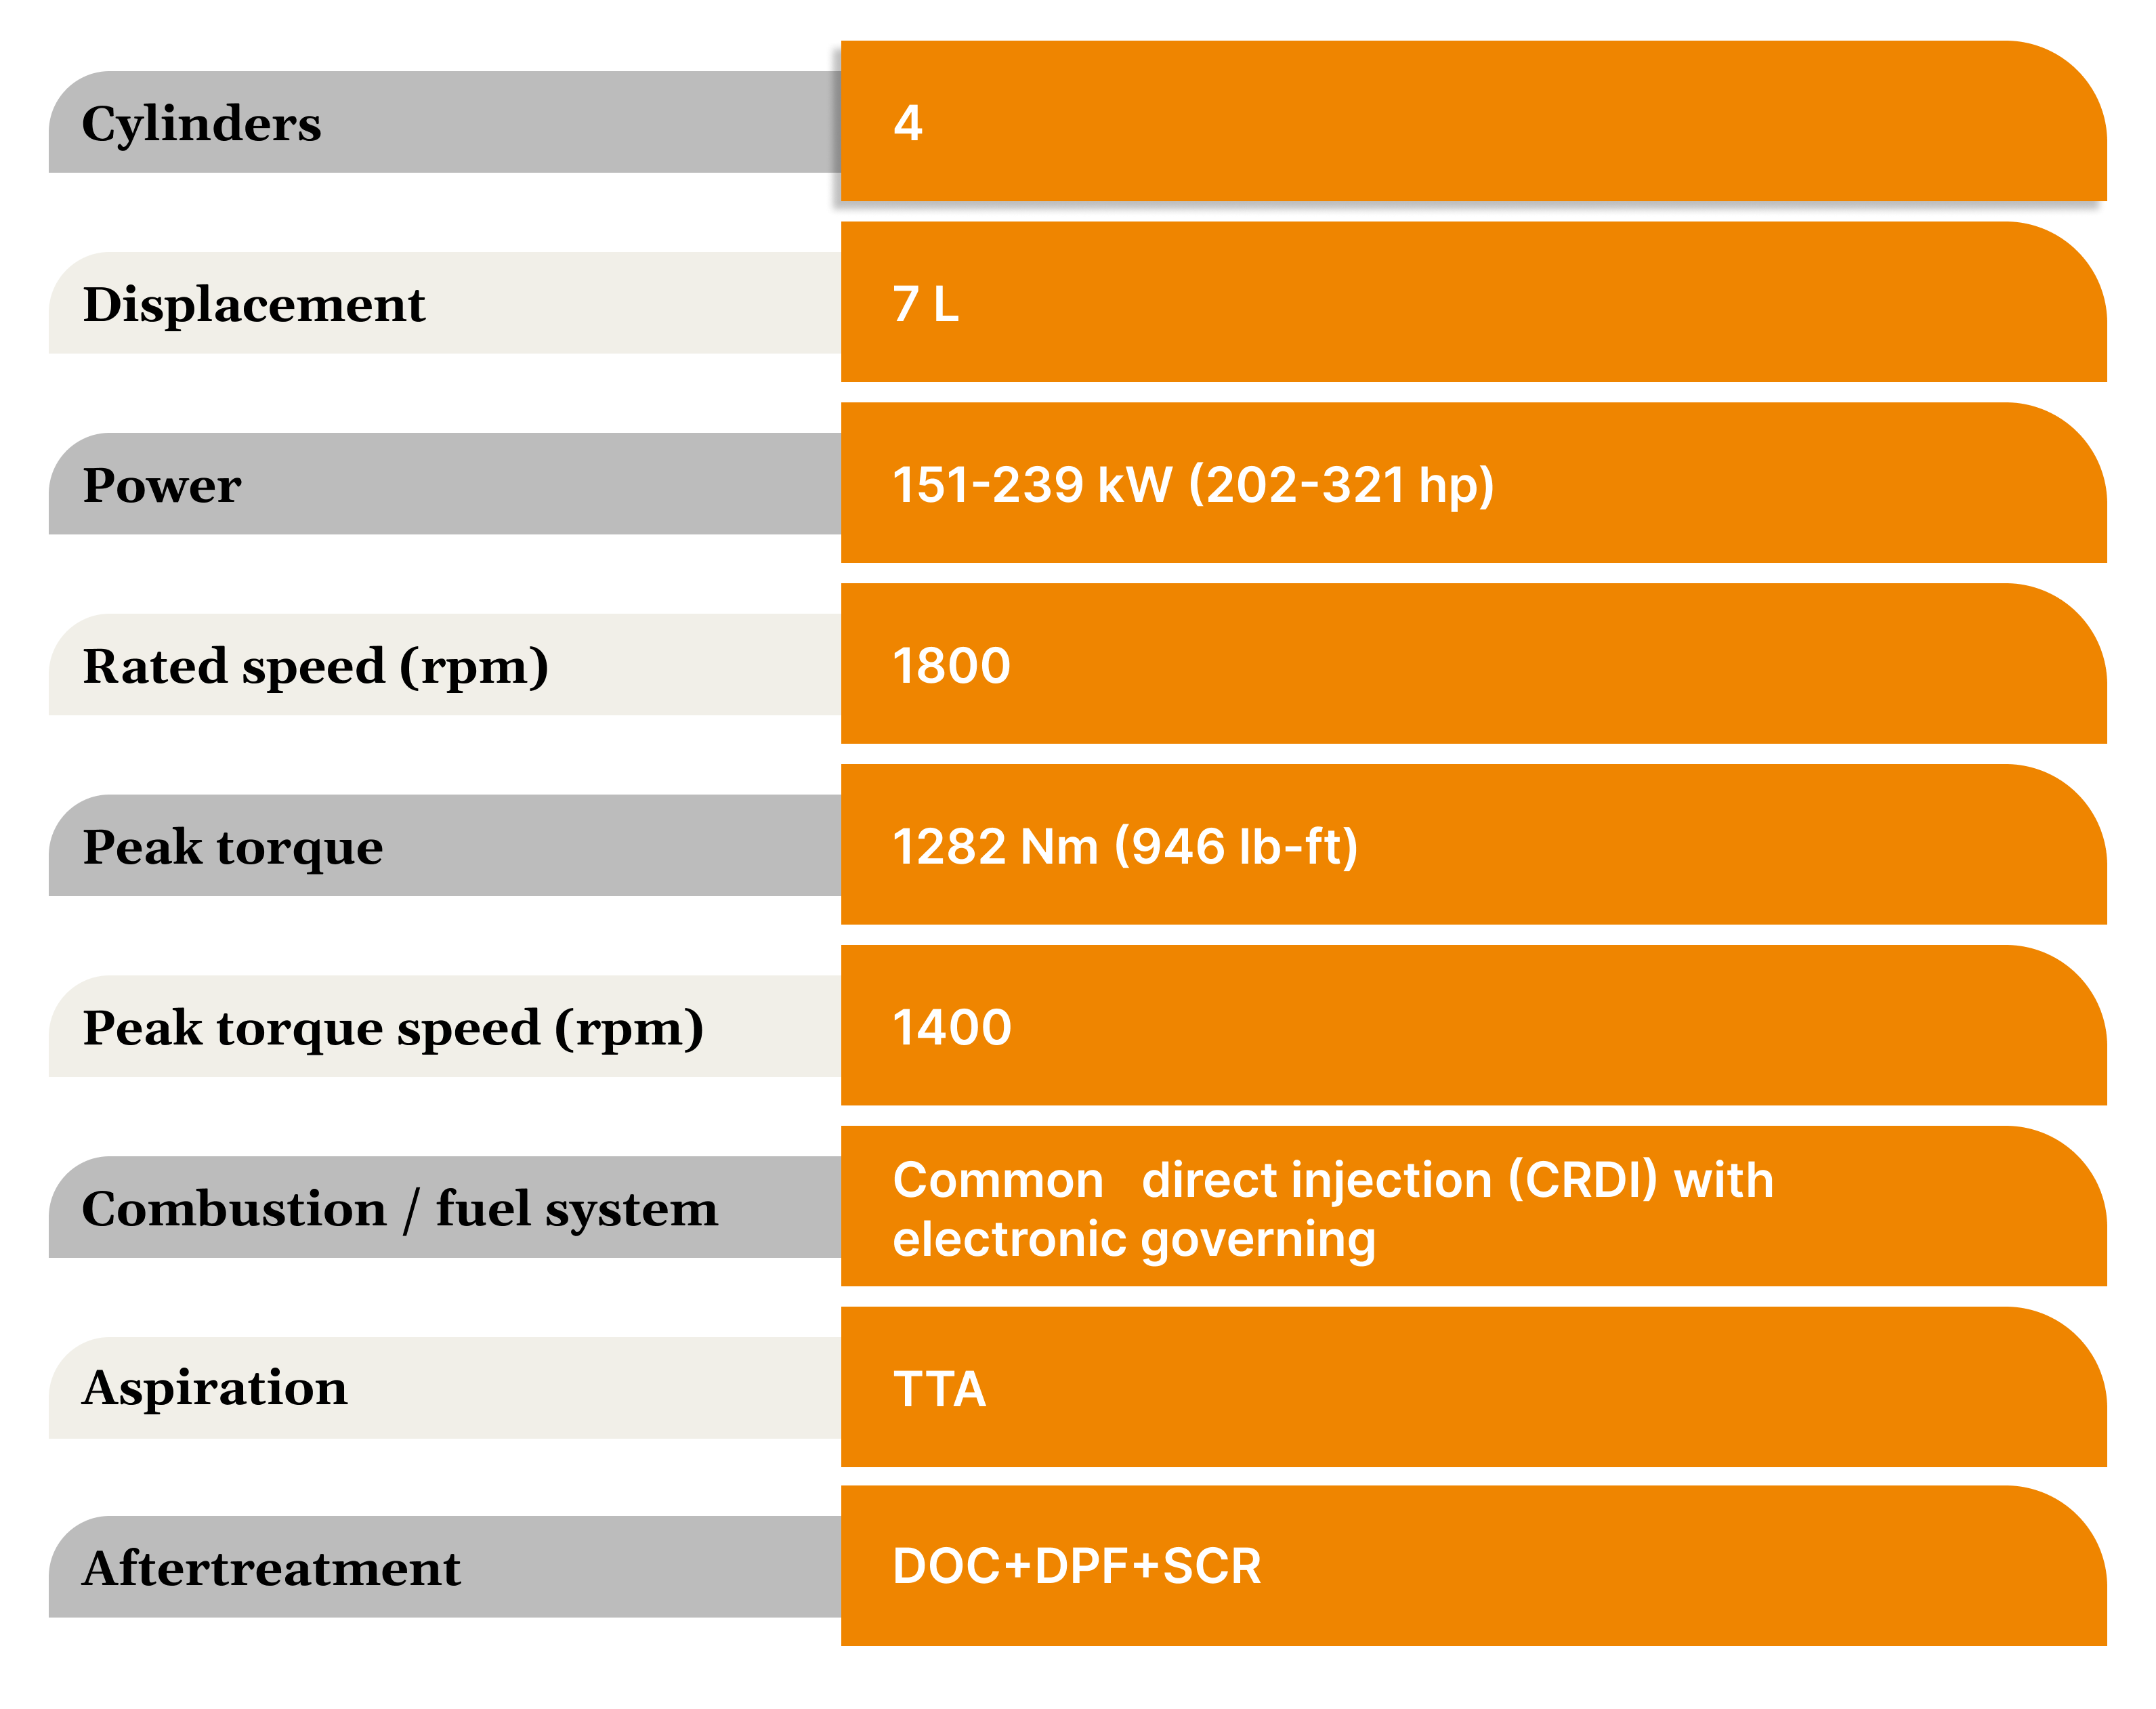 Cylinders 4
Displacement 7 L
Power 151-239 kW (202-321 hp)
Rated speed (rpm) 1800
Peak torque 1282 Nm (946 lb-ft)
Peak torque speed (rpm) 1400
Combustion / fuel system Common direct injection (CRDI) with
electronic governing
Aspiration TTA
Aftertreatment DOC+DPF+SCR